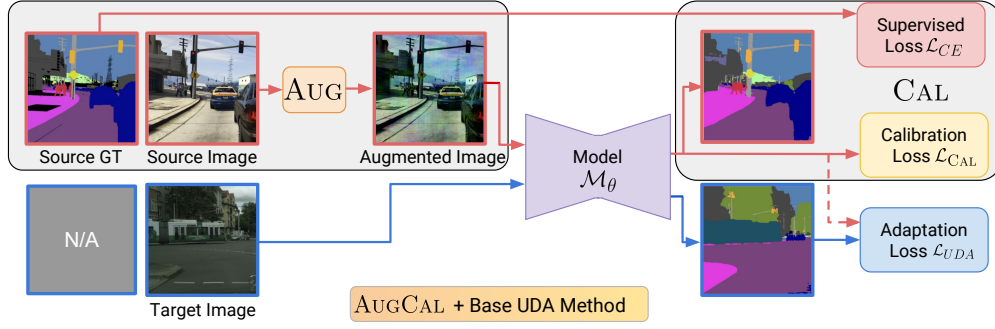 Supervised
Loss ℒ_CE
AUG
CAL
Source GT
Source Image
Augmented Image
Model
ℳ_θ
Calibration
Loss ℒ_CAL
N/A
Adaptation
Loss ℒ_UDA
Target Image
AUGCAL + Base UDA Method